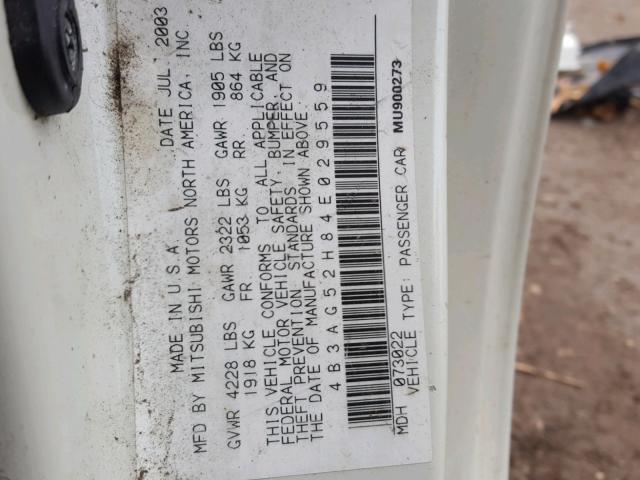 MADE IN U.S.A
MFD BY MITSUBISHI MOTORS NORTH AMERICA, INC
DATE JUL 2003
GVWR 4228 LBS GAWR 2322 LBS GAWR 1905 LBS
1918 KG FR 1053 KG RR 864 KG
THIS VEHICLE CONFORMS TO ALL APPLICABLE
FEDERAL MOTOR VEHICLE SAFETY, BUMPER, AND
THEFT PREVENTION STANDARDS IN EFFECT ON
THE DATE OF MANUFACTURE SHOWN ABOVE.
4B3AG52H84E029559
MDH 073022
VEHICLE TYPE: PASSENGER CAR MU900273